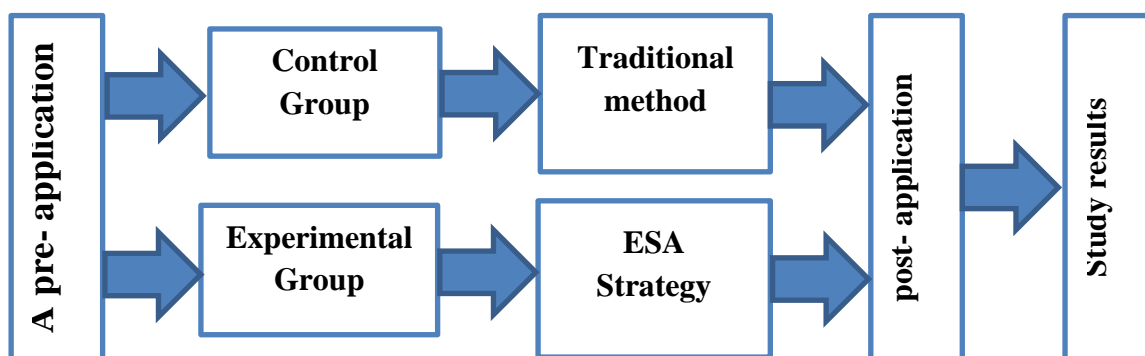 A pre- application
Control
Group
Traditional
method
Experimental
Group
ESA
Strategy
post- application
Study results